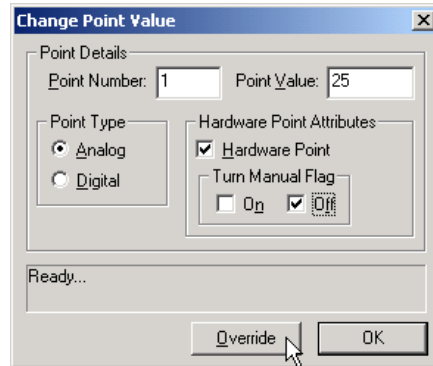 Change Point Value
Point Details
Point Number: 1 Point Value: 25
Point Type
Analog
Digital
Hardware Point Attributes
Hardware Point
Turn Manual Flag
On Off
Ready...
Override OK